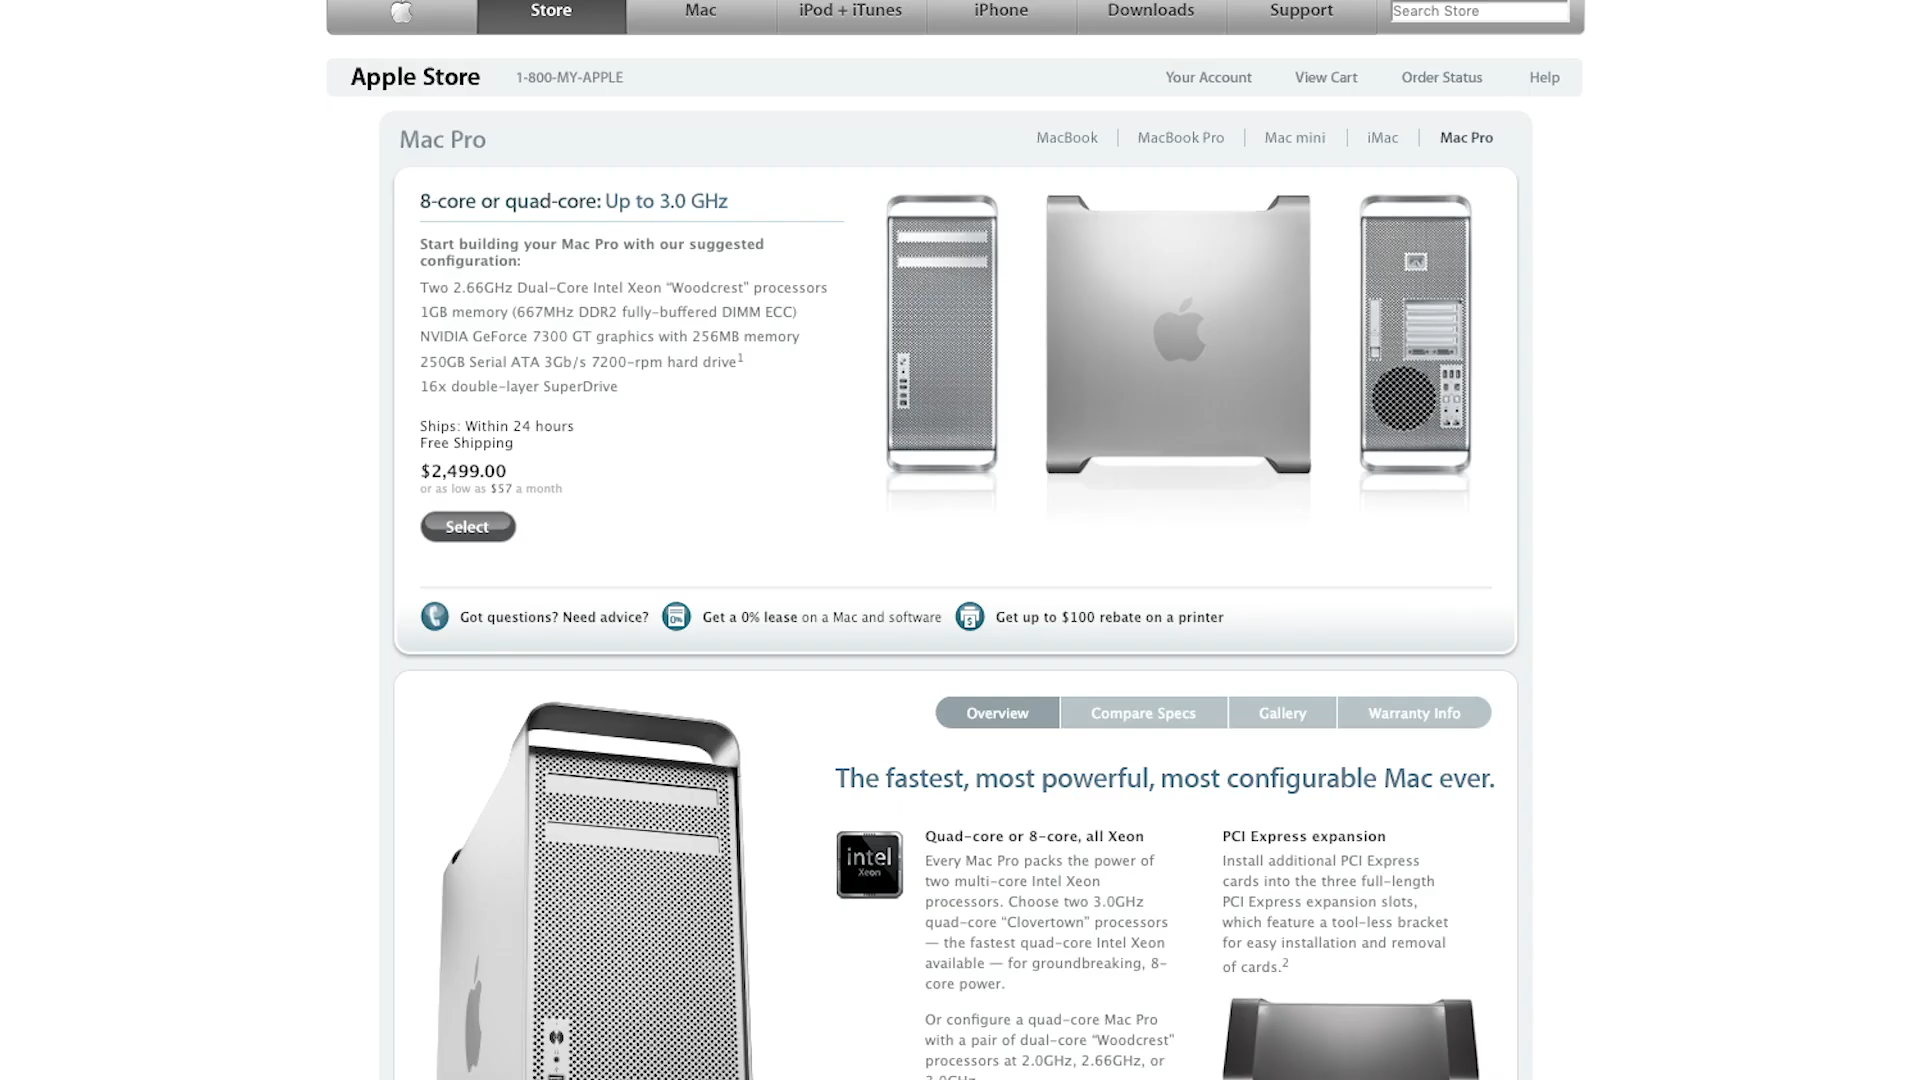 Store
Mac
iPod + iTunes
iPhone
Downloads
Support
Search Store
Apple Store
1-800-MY-APPLE
Your Account
View Cart
Order Status
Help
Mac Pro
MacBook
MacBook Pro
Mac mini
iMac
Mac Pro
8-core or quad-core: Up to 3.0 GHz
Start building your Mac Pro with our suggested
configuration:
Two 2.66GHz Dual-Core Intel Xeon “Woodcrest” processors
1GB memory (667MHz DDR2 fully-buffered DIMM ECC)
NVIDIA GeForce 7300 GT graphics with 256MB memory
250GB Serial ATA 3Gb/s 7200-rpm hard drive1
16x double-layer SuperDrive
Ships: Within 24 hours
Free Shipping
$2,499.00
or as low as $57 a month
Select
Got questions? Need advice?
0%
Get a 0% lease on a Mac and software
$
Get up to $100 rebate on a printer
Overview
Compare Specs
Gallery
Warranty Info
The fastest, most powerful, most configurable Mac ever.
intel
Xeon
Quad-core or 8-core, all Xeon
Every Mac Pro packs the power of
two multi-core Intel Xeon
processors. Choose two 3.0GHz
quad-core “Clovertown” processors
— the fastest quad-core Intel Xeon
available — for groundbreaking, 8-
core power.
Or configure a quad-core Mac Pro
with a pair of dual-core “Woodcrest”
processors at 2.0GHz, 2.66GHz, or
3.0GHz.
PCI Express expansion
Install additional PCI Express
cards into the three full-length
PCI Express expansion slots,
which feature a tool-less bracket
for easy installation and removal
of cards.2